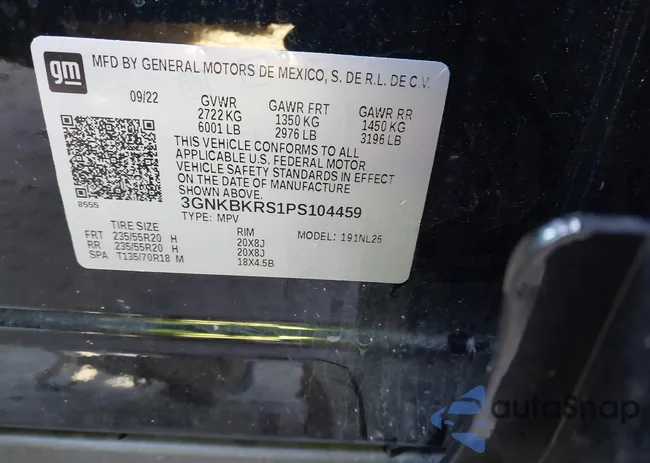 gm
MFD BY GENERAL MOTORS DE MEXICO, S. DE R.L. DE C.V.
09/22 GVWR GAWR FRT GAWR RR
2722 KG 1350 KG 1450 KG
6001 LB 2976 LB 3196 LB
THIS VEHICLE CONFORMS TO ALL
APPLICABLE U.S. FEDERAL MOTOR
VEHICLE SAFETY STANDARDS IN EFFECT
ON THE DATE OF MANUFACTURE
SHOWN ABOVE.
8555 3GNKBKRS1PS104459
TYPE: MPV
TIRE SIZE RIM MODEL: 191NL26
FRT 235/55R20 H 20X8J
RR 235/55R20 H 20X8J
SPA T135/70R18 M 18X4.5B
autoSnap